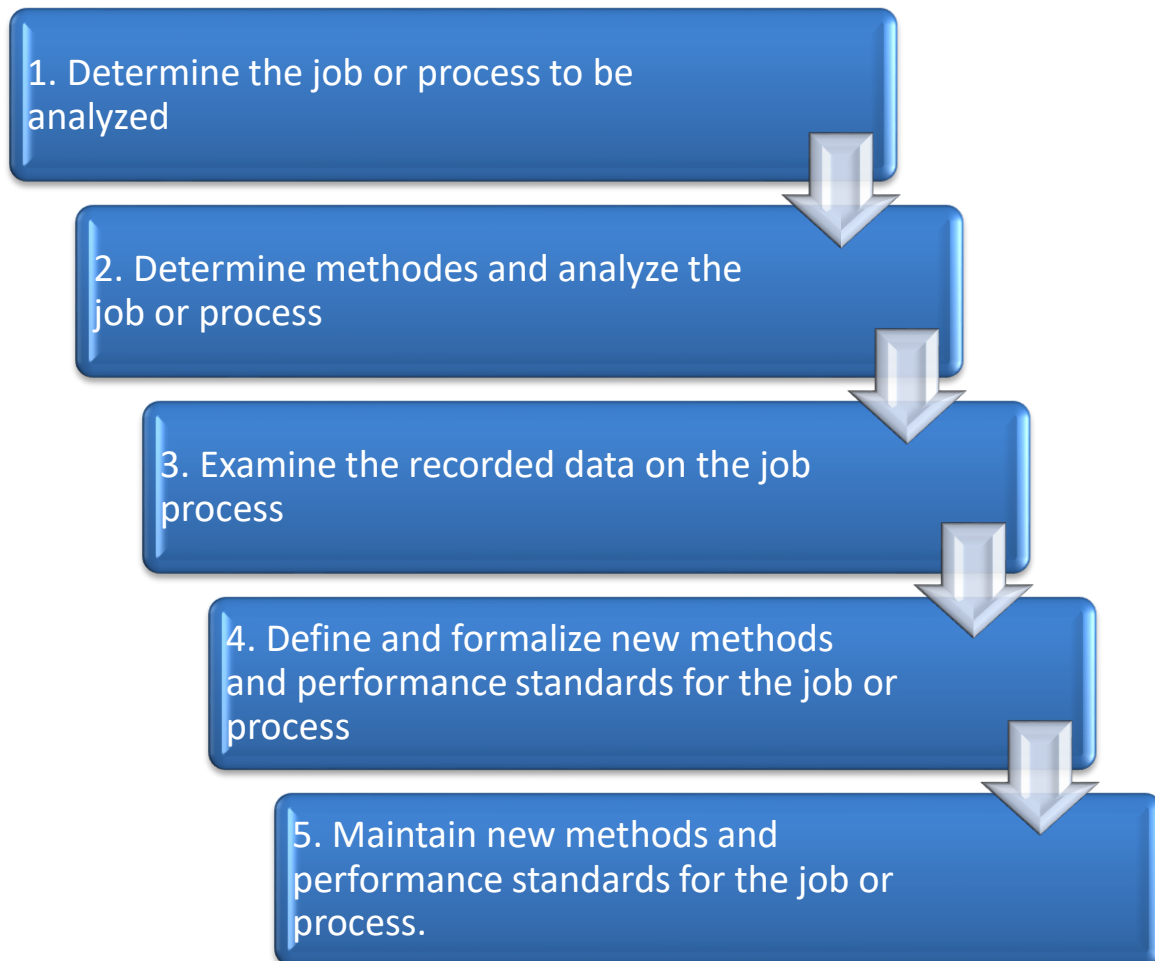 1. Determine the job or process to be
analyzed
2. Determine methodes and analyze the
job or process
3. Examine the recorded data on the job
process
4. Define and formalize new methods
and performance standards for the job or
process
5. Maintain new methods and
performance standards for the job or
process.